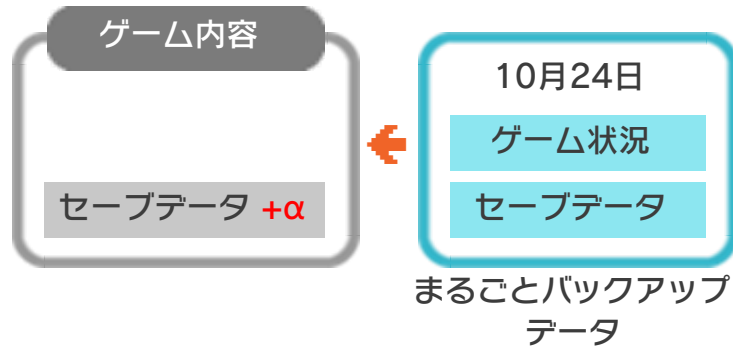 ゲーム内容
セーブデータ +α
10月24日
ゲーム状況
セーブデータ
まるごとバックアップ
データ